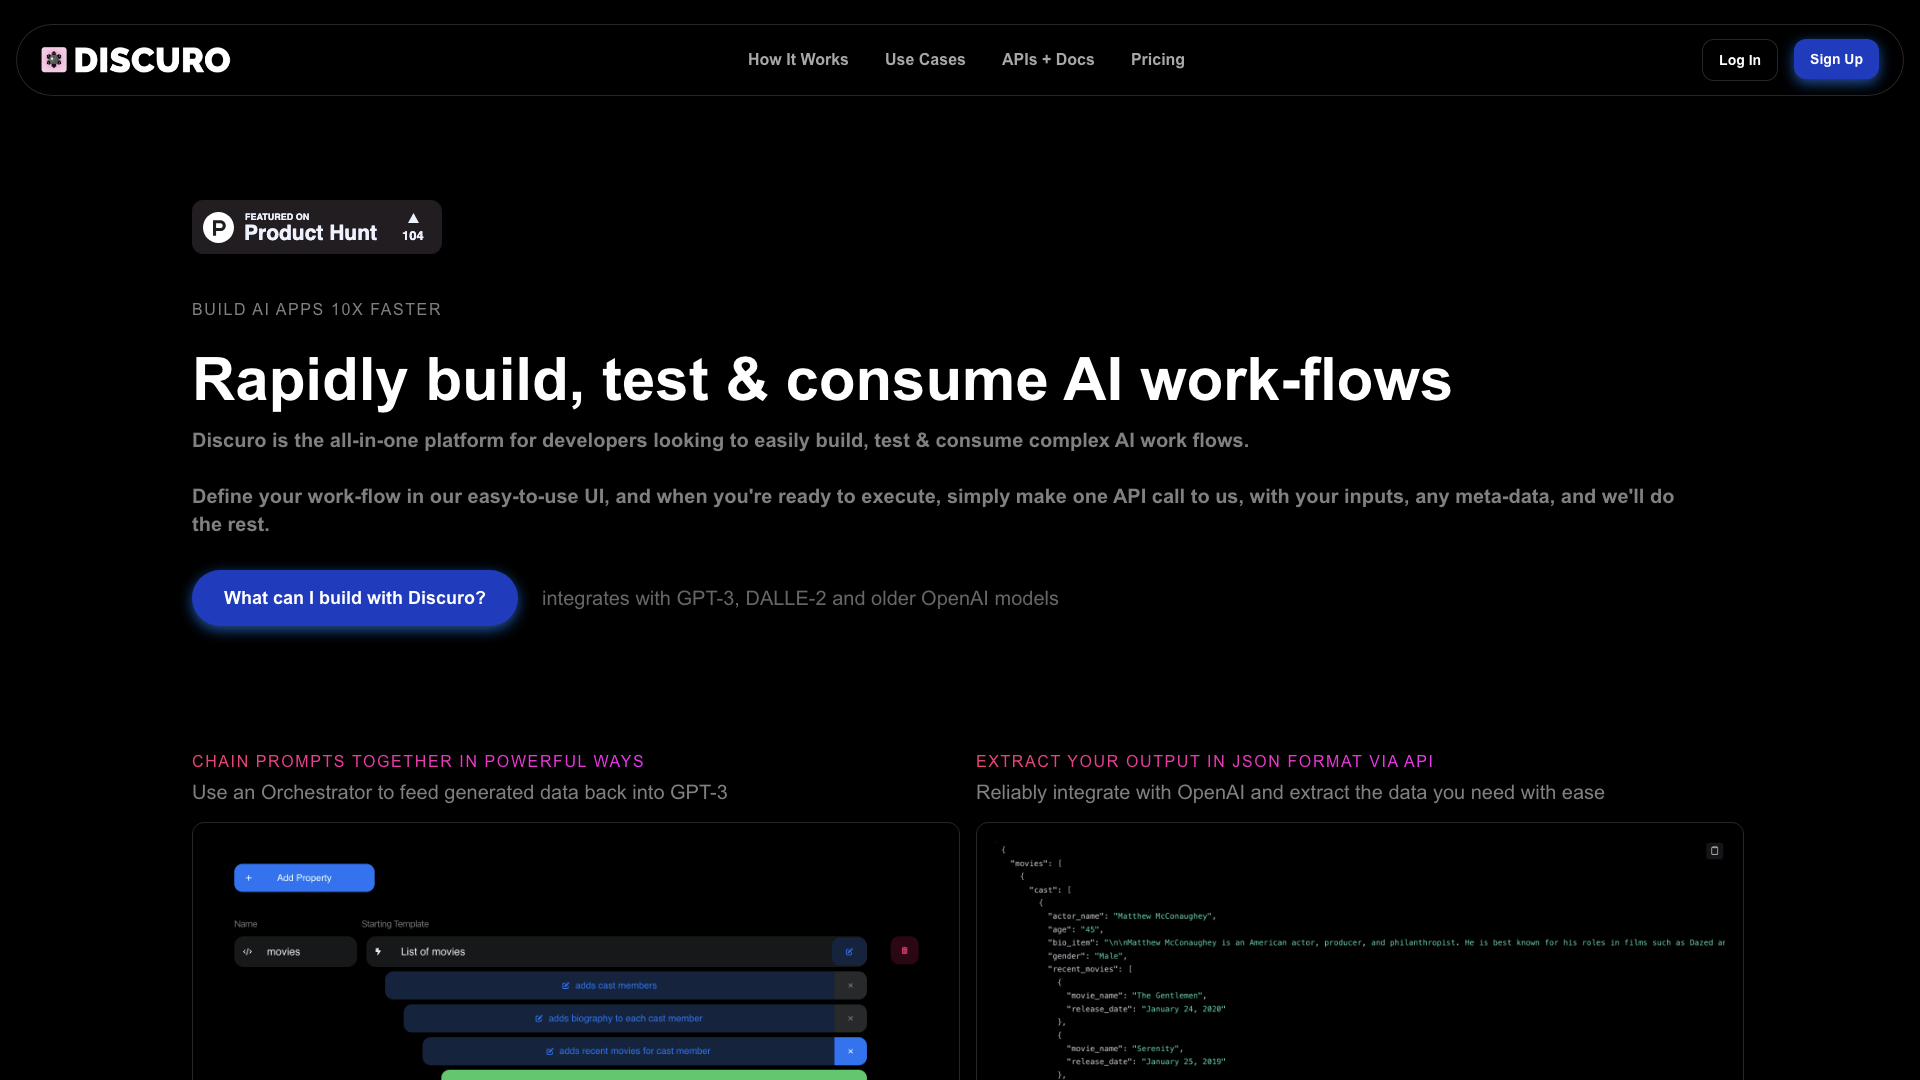 DISCURO
How It Works
Use Cases
APIs + Docs
Pricing
Log In
Sign Up
P
FEATURED ON
Product Hunt
▲
104
BUILD AI APPS 10X FASTER
Rapidly build, test & consume AI work-flows
Discuro is the all-in-one platform for developers looking to easily build, test & consume complex AI work flows.
Define your work-flow in our easy-to-use UI, and when you're ready to execute, simply make one API call to us, with your inputs, any meta-data, and we'll do
the rest.
What can I build with Discuro?
integrates with GPT-3, DALLE-2 and older OpenAI models
CHAIN PROMPTS TOGETHER IN POWERFUL WAYS
Use an Orchestrator to feed generated data back into GPT-3
+ Add Property
Name
Starting Template
</> movies
List of movies
adds cast members ×
adds biography to each cast member ×
adds recent movies for cast member ×
EXTRACT YOUR OUTPUT IN JSON FORMAT VIA API
Reliably integrate with OpenAI and extract the data you need with ease
{
"movies": [
{
"cast": [
{
"actor_name": "Matthew McConaughey",
"age": "45",
"bio_item": "\n\nMatthew McConaughey is an American actor, producer, and philanthropist. He is best known for his roles in films such as Dazed ar
"gender": "Male",
"recent_movies": [
{
"movie_name": "The Gentlemen",
"release_date": "January 24, 2020"
},
{
"movie_name": "Serenity",
"release_date": "January 25, 2019"
},